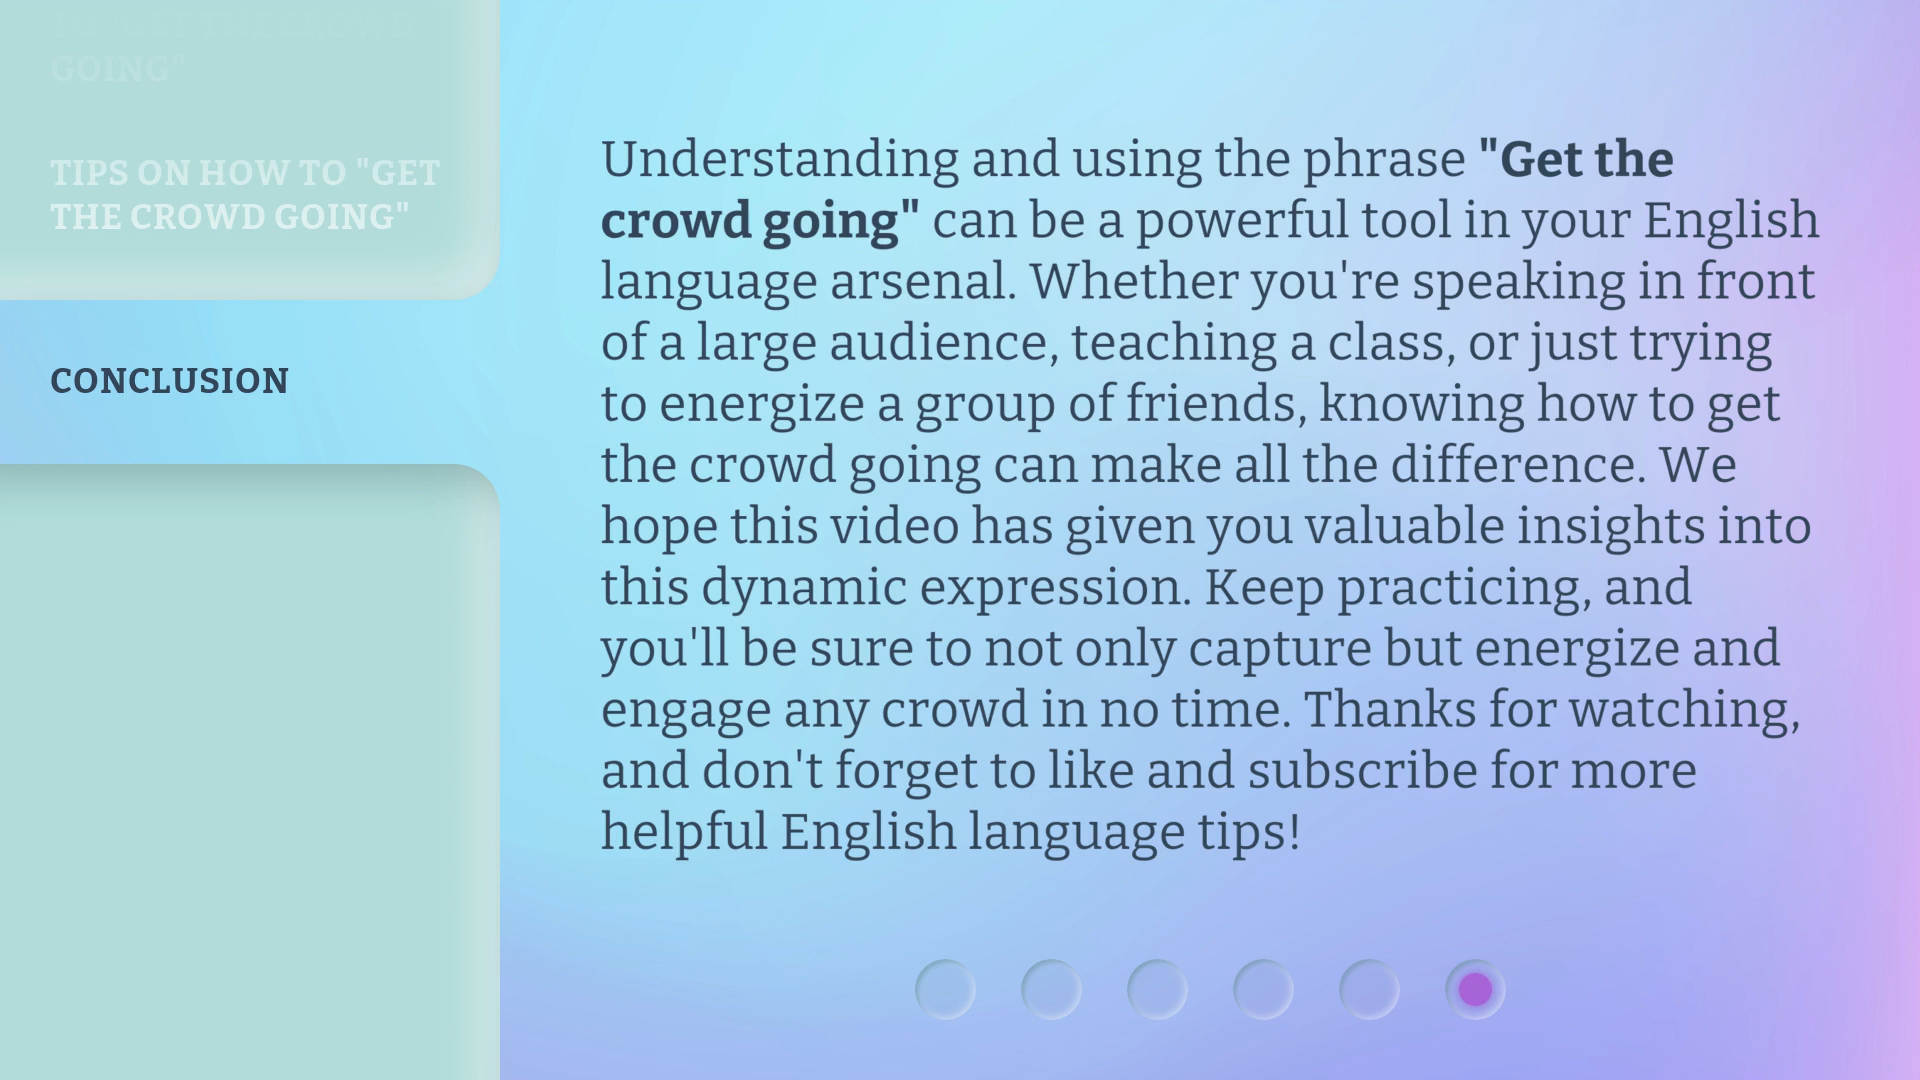 TO "GET THE CROWD
GOING"
TIPS ON HOW TO "GET
THE CROWD GOING"
CONCLUSION
Understanding and using the phrase "Get the
crowd going" can be a powerful tool in your English
language arsenal. Whether you're speaking in front
of a large audience, teaching a class, or just trying
to energize a group of friends, knowing how to get
the crowd going can make all the difference. We
hope this video has given you valuable insights into
this dynamic expression. Keep practicing, and
you'll be sure to not only capture but energize and
engage any crowd in no time. Thanks for watching,
and don't forget to like and subscribe for more
helpful English language tips!